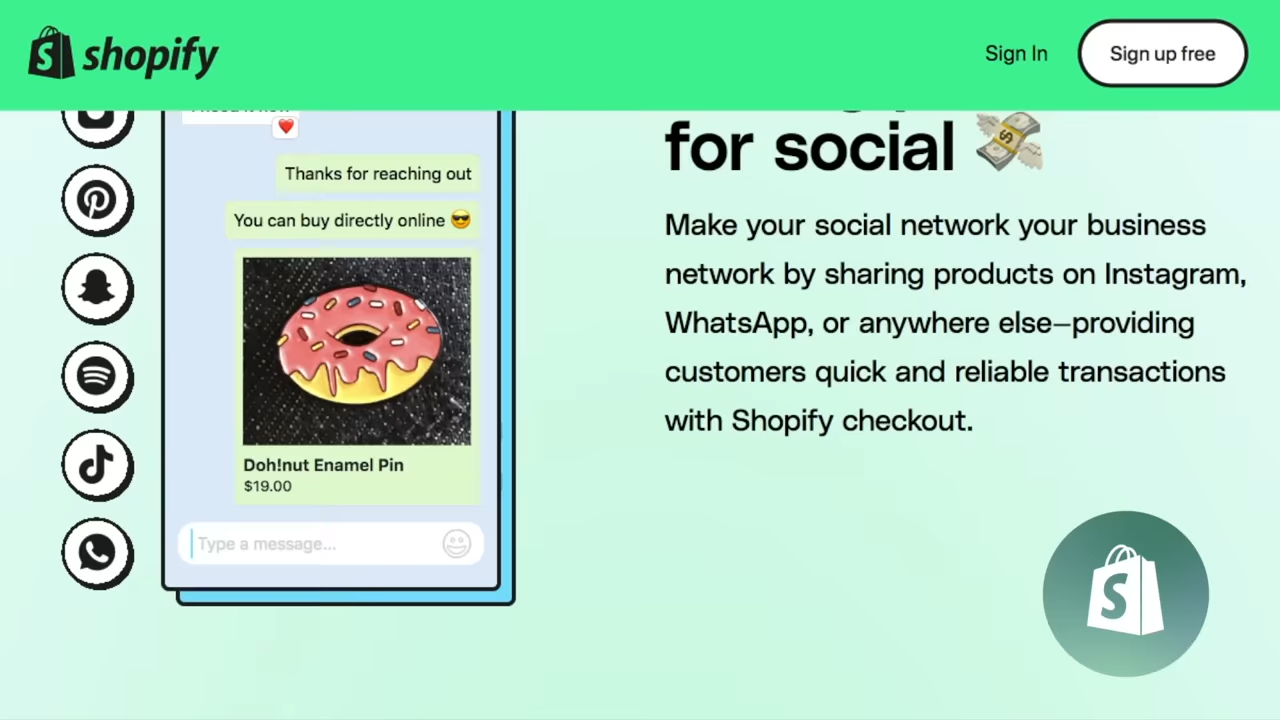 shopify
Sign In
Sign up free
Thanks for reaching out
You can buy directly online 😎
Doh!nut Enamel Pin
$19.00
Type a message...
for social 💸
Make your social network your business
network by sharing products on Instagram,
WhatsApp, or anywhere else—providing
customers quick and reliable transactions
with Shopify checkout.